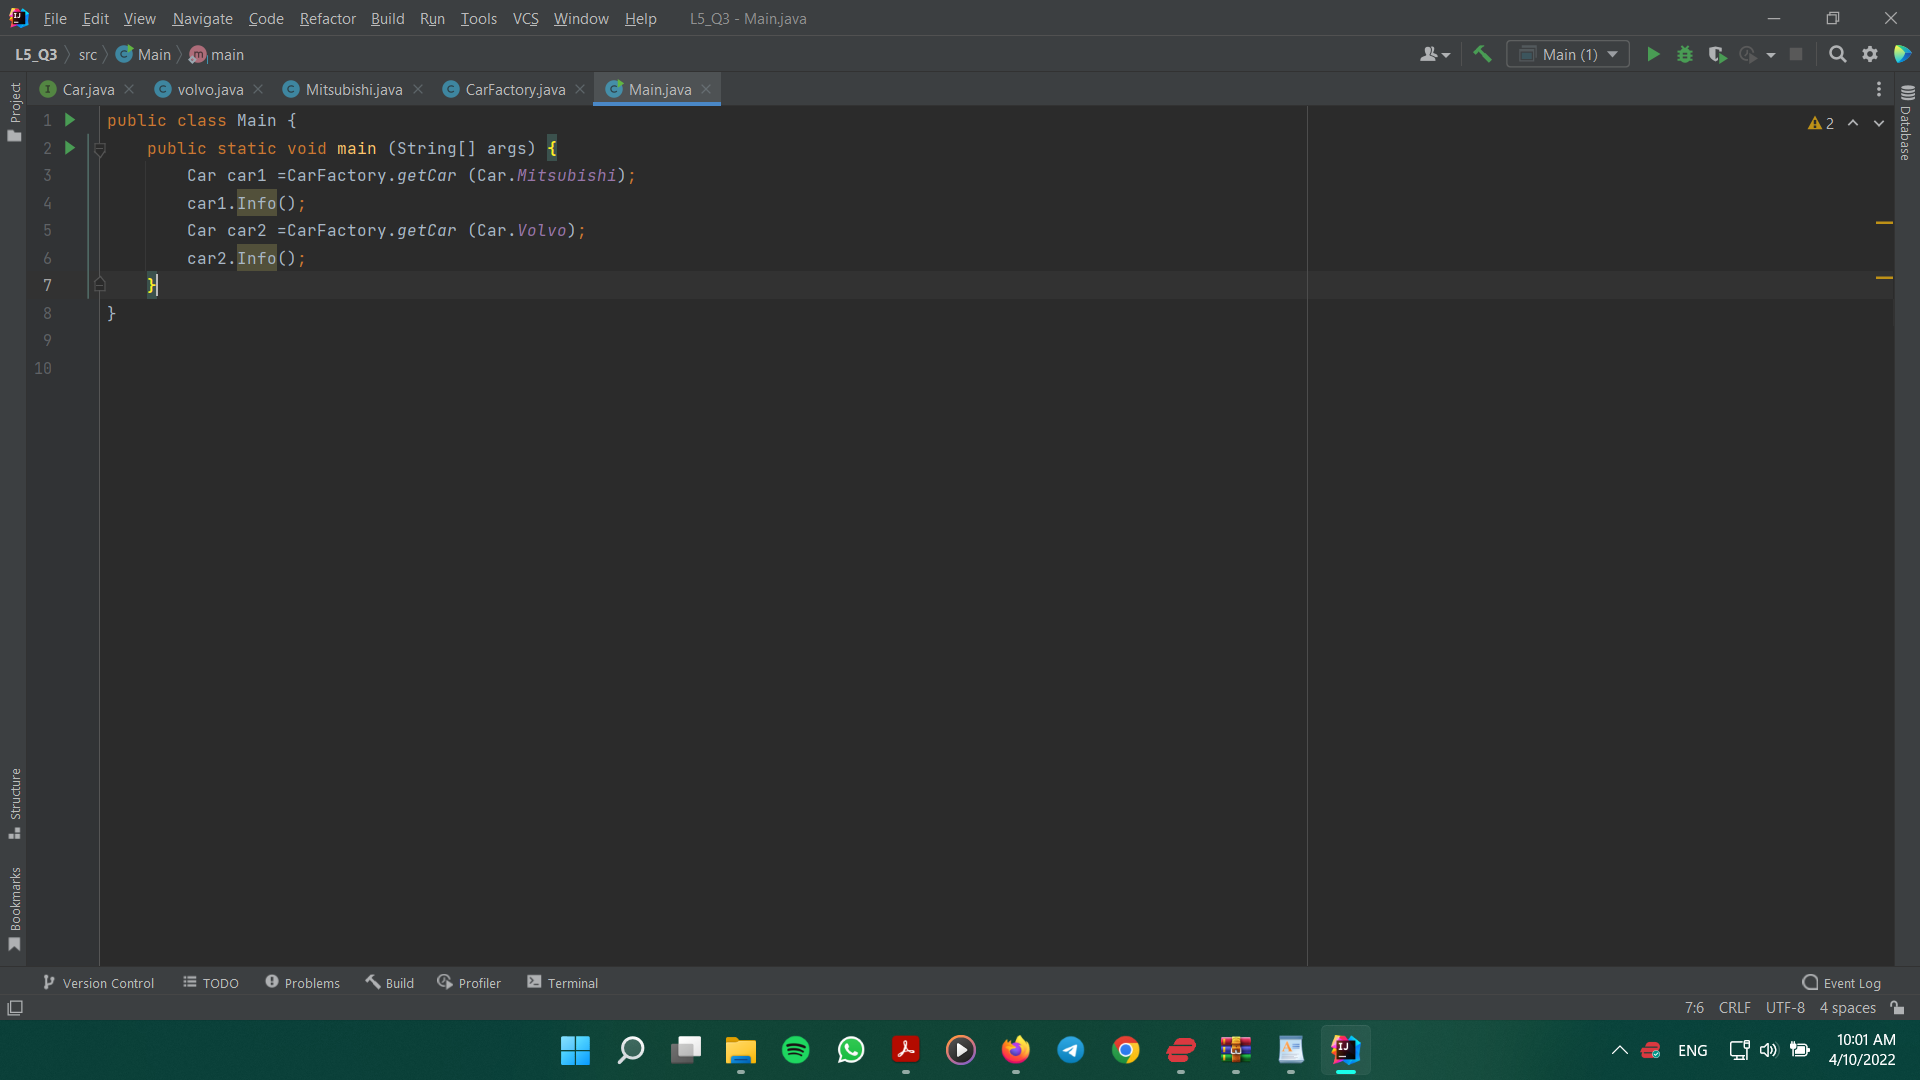 File Edit View Navigate Code Refactor Build Run Tools VCS Window Help L5_Q3 - Main.java
L5_Q3 src Main main Main (1)
Car.java volvo.java Mitsubishi.java CarFactory.java Main.java
Project
Database
2
1 public class Main {
2 public static void main (String[] args) {
3 Car car1 =CarFactory.getCar (Car.Mitsubishi);
4 car1.Info();
5 Car car2 =CarFactory.getCar (Car.Volvo);
6 car2.Info();
7 }
8 }
9
10
Structure
Bookmarks
Version Control TODO Problems Build Profiler Terminal Event Log
7:6 CRLF UTF-8 4 spaces
ENG 10:01 AM
4/10/2022